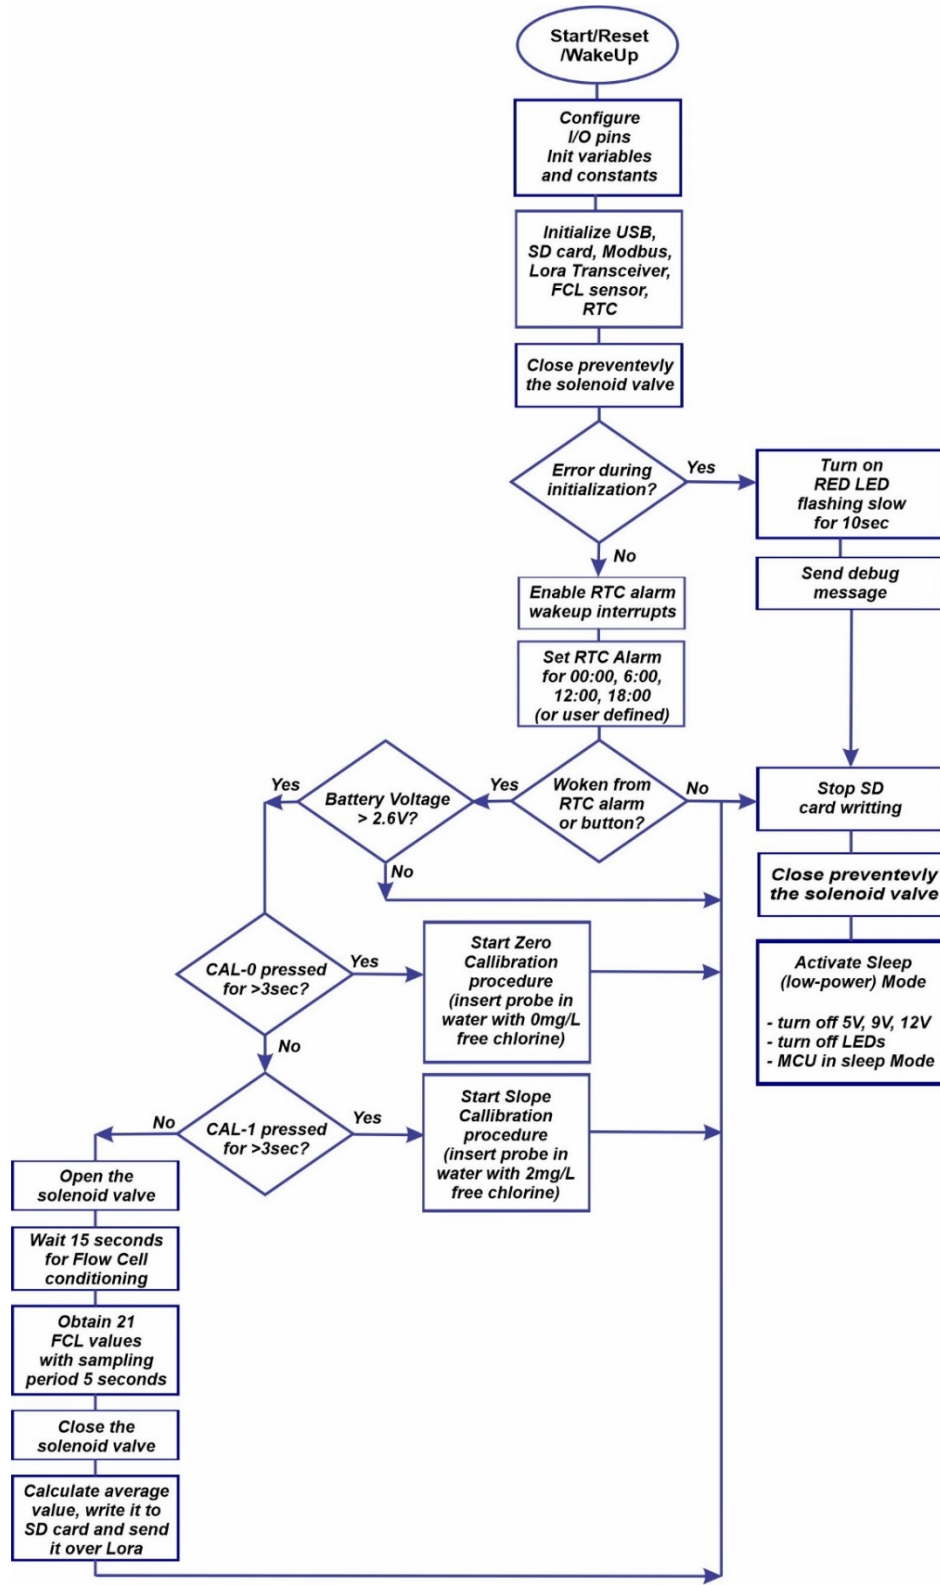 Start/Reset
/WakeUp
Configure
I/O pins
Init variables
and constants
Initialize USB,
SD card, Modbus,
Lora Transceiver,
FCL sensor,
RTC
Close preventevly
the solenoid valve
Error during
initialization?
Yes
No
Turn on
RED LED
flashing slow
for 10sec
Send debug
message
Enable RTC alarm
wakeup interrupts
Set RTC Alarm
for 00:00, 6:00,
12:00, 18:00
(or user defined)
Woken from
RTC alarm
or button?
Yes
No
Battery Voltage
> 2.6V?
Yes
No
Stop SD
card writting
Close preventevly
the solenoid valve
Activate Sleep
(low-power) Mode
- turn off 5V, 9V, 12V
- turn off LEDs
- MCU in sleep Mode
CAL-0 pressed
for >3sec?
Yes
No
Start Zero
Callibration
procedure
(insert probe in
water with 0mg/L
free chlorine)
CAL-1 pressed
for >3sec?
Yes
No
Start Slope
Callibration
procedure
(insert probe in
water with 2mg/L
free chlorine)
Open the
solenoid valve
Wait 15 seconds
for Flow Cell
conditioning
Obtain 21
FCL values
with sampling
period 5 seconds
Close the
solenoid valve
Calculate average
value, write it to
SD card and send
it over Lora